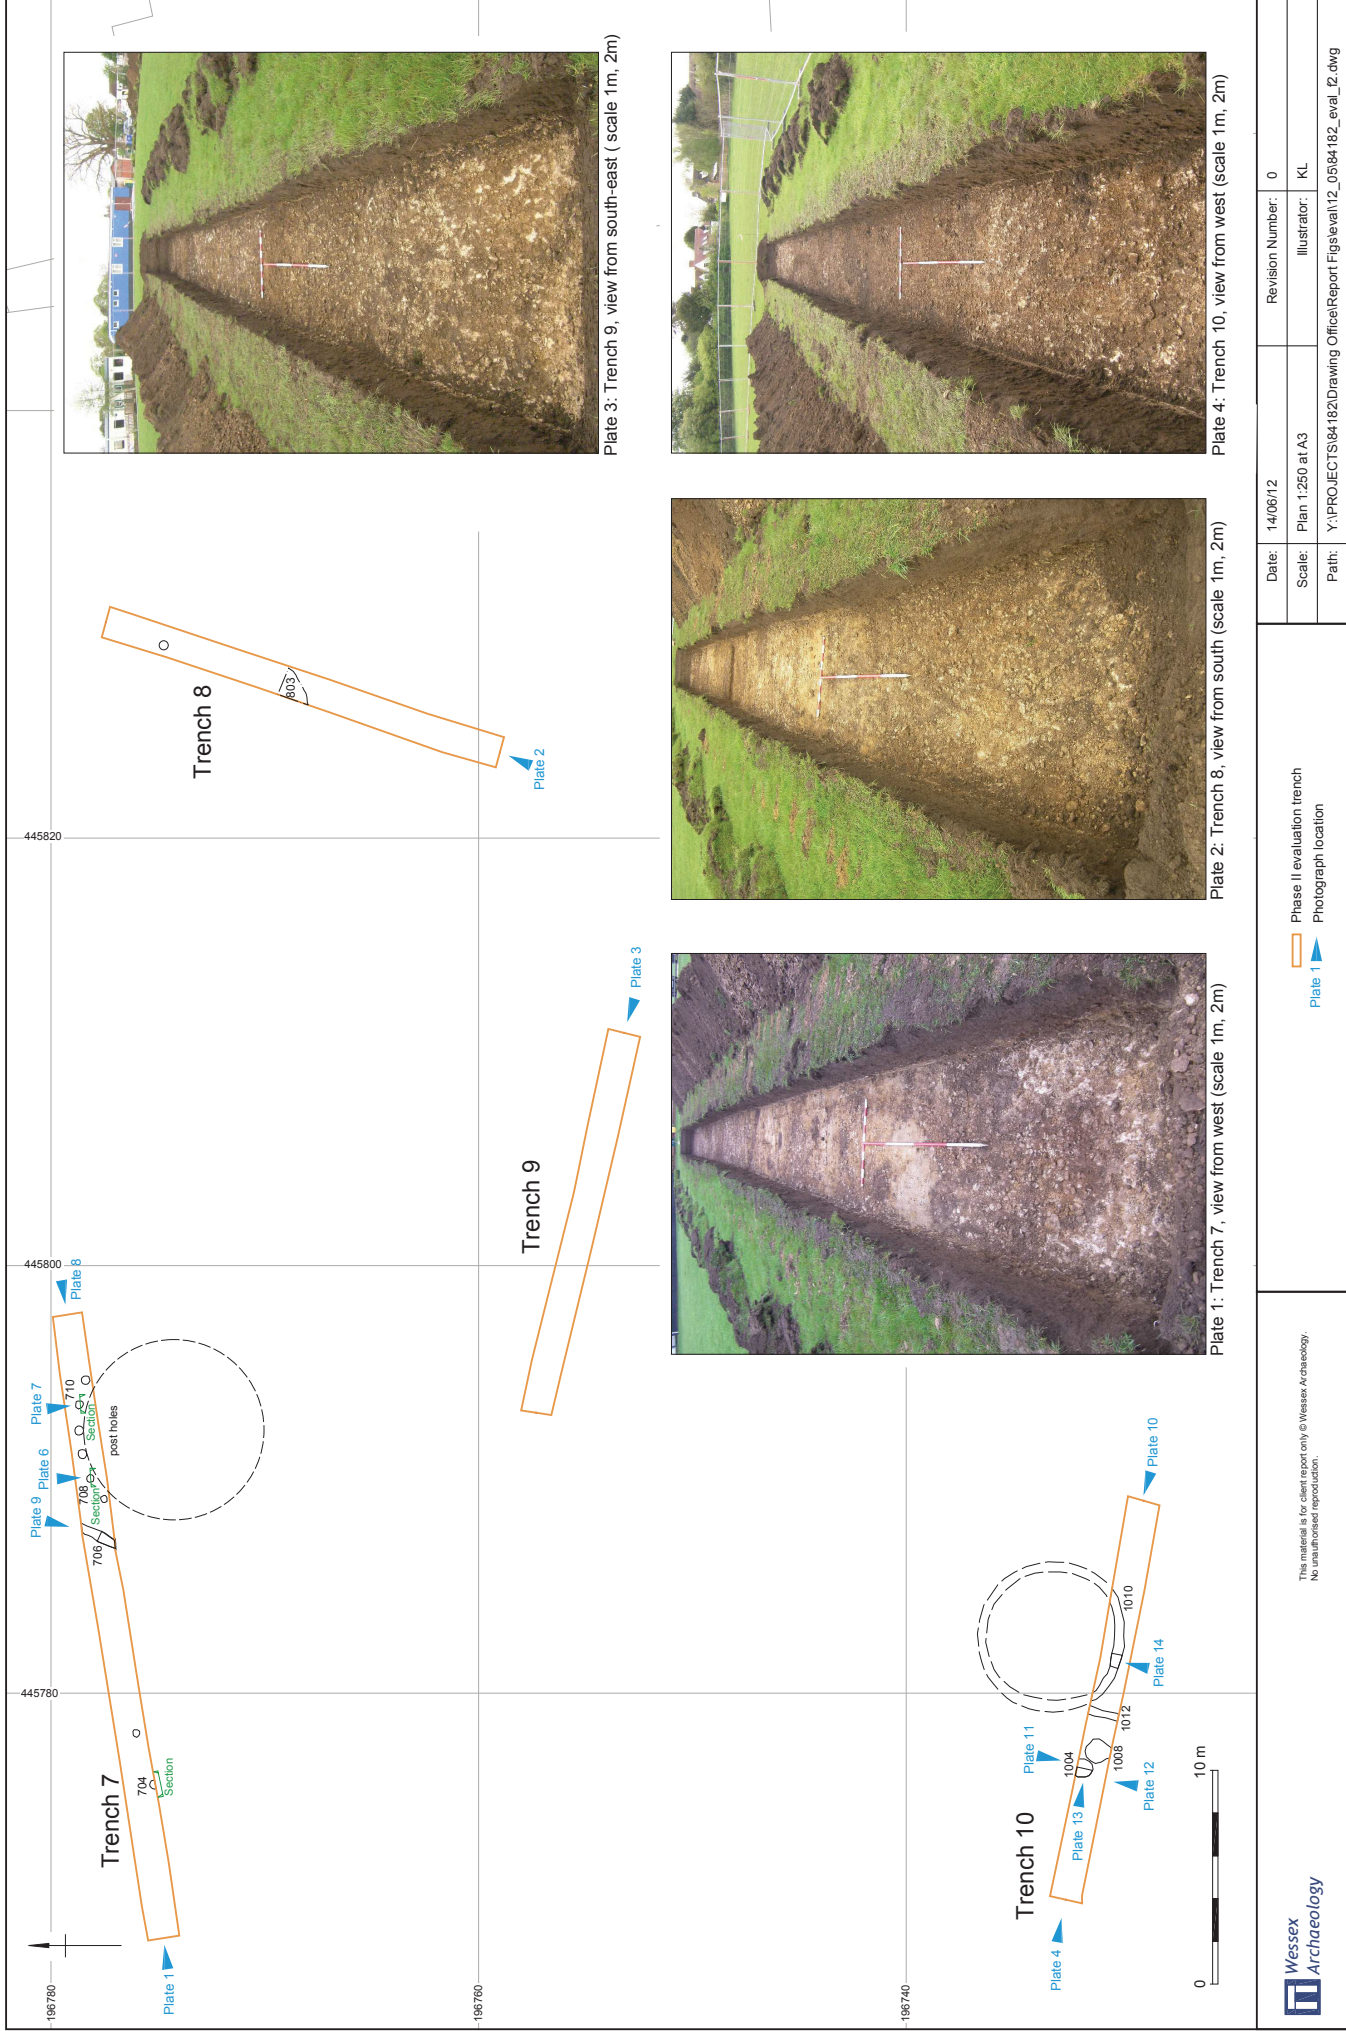 445780
445800
445820
196780
196760
196740
Trench 7
704
Section
706
708
Section
710
Section
post holes
Plate 1
Plate 9
Plate 6
Plate 7
Plate 8
Trench 8
803
Plate 2
Trench 9
Plate 3
Trench 10
1004
1008
1012
1010
Plate 4
Plate 13
Plate 11
Plate 12
Plate 14
Plate 10
0
10 m
Plate 3: Trench 9, view from south-east ( scale 1m, 2m)
Plate 1: Trench 7, view from west (scale 1m, 2m)
Plate 2: Trench 8, view from south (scale 1m, 2m)
Plate 4: Trench 10, view from west (scale 1m, 2m)
Wessex
Archaeology
This material is for client report only © Wessex Archaeology.
No unauthorised reproduction.
Phase II evaluation trench
Plate 1 Photograph location
Date: 14/06/12 Revision Number: 0
Scale: Plan 1:250 at A3 Illustrator: KL
Path: Y:\PROJECTS\84182\Drawing Office\Report Figs\eval\12_05\84182_eval_f2.dwg